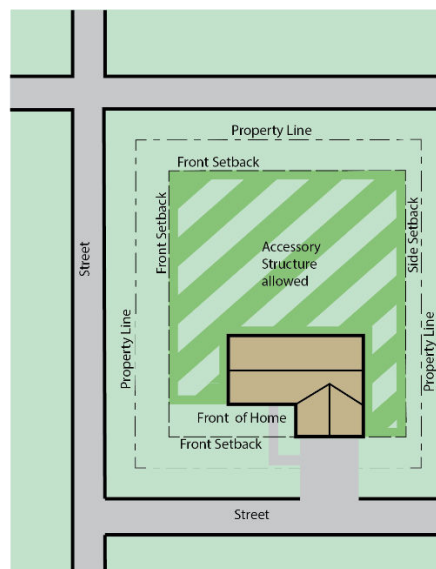 Property Line
Front Setback
Front Setback
Side Setback
Accessory
Structure
allowed
Street
Property Line
Property Line
Front of Home
Front Setback
Street